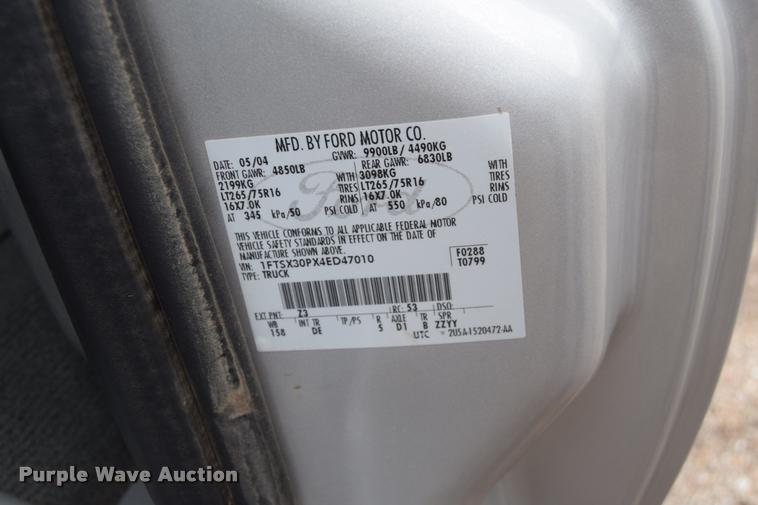 MFD. BY FORD MOTOR CO.
DATE: 05/04 GVWR: 9900LB/ 4490KG
FRONT GAWR: 4850LB REAR GAWR: 6830LB
2199KG WITH 3098KG WITH
LT265/75R16 TIRES LT265/75R16 TIRES
16X7.0K RIMS 16X7.0K RIMS
AT 345 kPa/50 PSI COLD AT 550 kPa/80 PSI COLD
Ford
THIS VEHICLE CONFORMS TO ALL APPLICABLE FEDERAL MOTOR
VEHICLE SAFETY STANDARDS IN EFFECT ON THE DATE OF
MANUFACTURE SHOWN ABOVE.
VIN: 1FTSX30PX4ED47010 F0288
TYPE: TRUCK T0799
EXT PNT: Z3 RC: 53 DSO:
WB INT TR TP/PS R AXLE TR SPR
158 DE 5 D1 B ZZYY
UTC 2U5A-1520472-AA
Purple Wave Auction